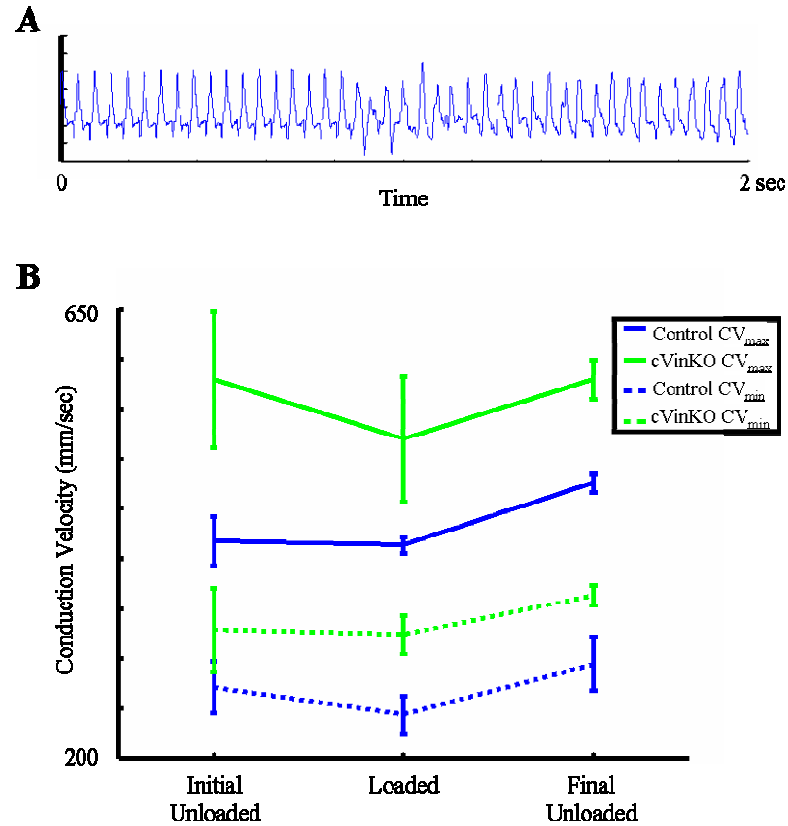 A
0
2 sec
Time
B
650
Control CVmax
cVinKO CVmax
Control CVmin
cVinKO CVmin
Conduction Velocity (mm/sec)
200
Initial
Unloaded
Loaded
Final
Unloaded